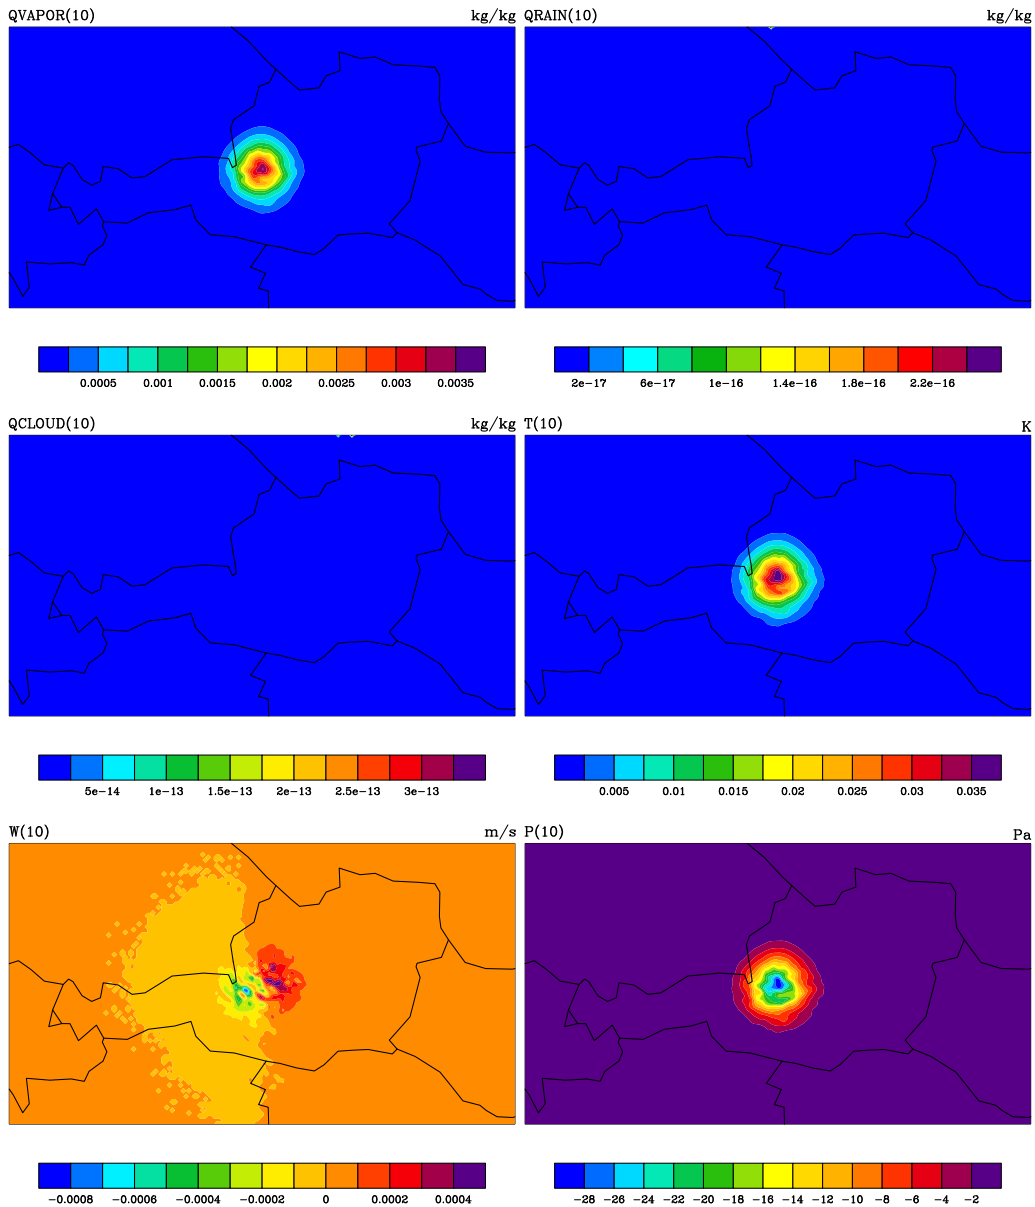 QVAPOR(10) kg/kg QRAIN(10) kg/kg
0.0005 0.001 0.0015 0.002 0.0025 0.003 0.0035 2e-17 6e-17 1e-16 1.4e-16 1.8e-16 2.2e-16
QCLOUD(10) kg/kg T(10) K
5e-14 1e-13 1.5e-13 2e-13 2.5e-13 3e-13 0.005 0.01 0.015 0.02 0.025 0.03 0.035
W(10) m/s P(10) Pa
-0.0008 -0.0006 -0.0004 -0.0002 0 0.0002 0.0004 -28 -26 -24 -22 -20 -18 -16 -14 -12 -10 -8 -6 -4 -2